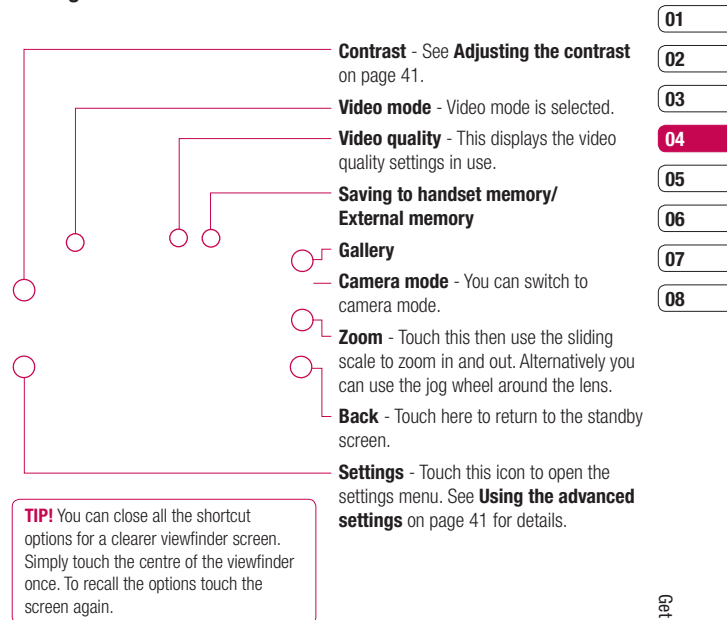 Contrast - See Adjusting the contrast
on page 41.
Video mode - Video mode is selected.
Video quality - This displays the video
quality settings in use.
Saving to handset memory/
External memory
Gallery
Camera mode - You can switch to
camera mode.
Zoom - Touch this then use the sliding
scale to zoom in and out. Alternatively you
can use the jog wheel around the lens.
Back - Touch here to return to the standby
screen.
Settings - Touch this icon to open the
settings menu. See Using the advanced
settings on page 41 for details.
TIP! You can close all the shortcut
options for a clearer viewfinder screen.
Simply touch the centre of the viewfinder
once. To recall the options touch the
screen again.
01
02
03
04
05
06
07
08
Get